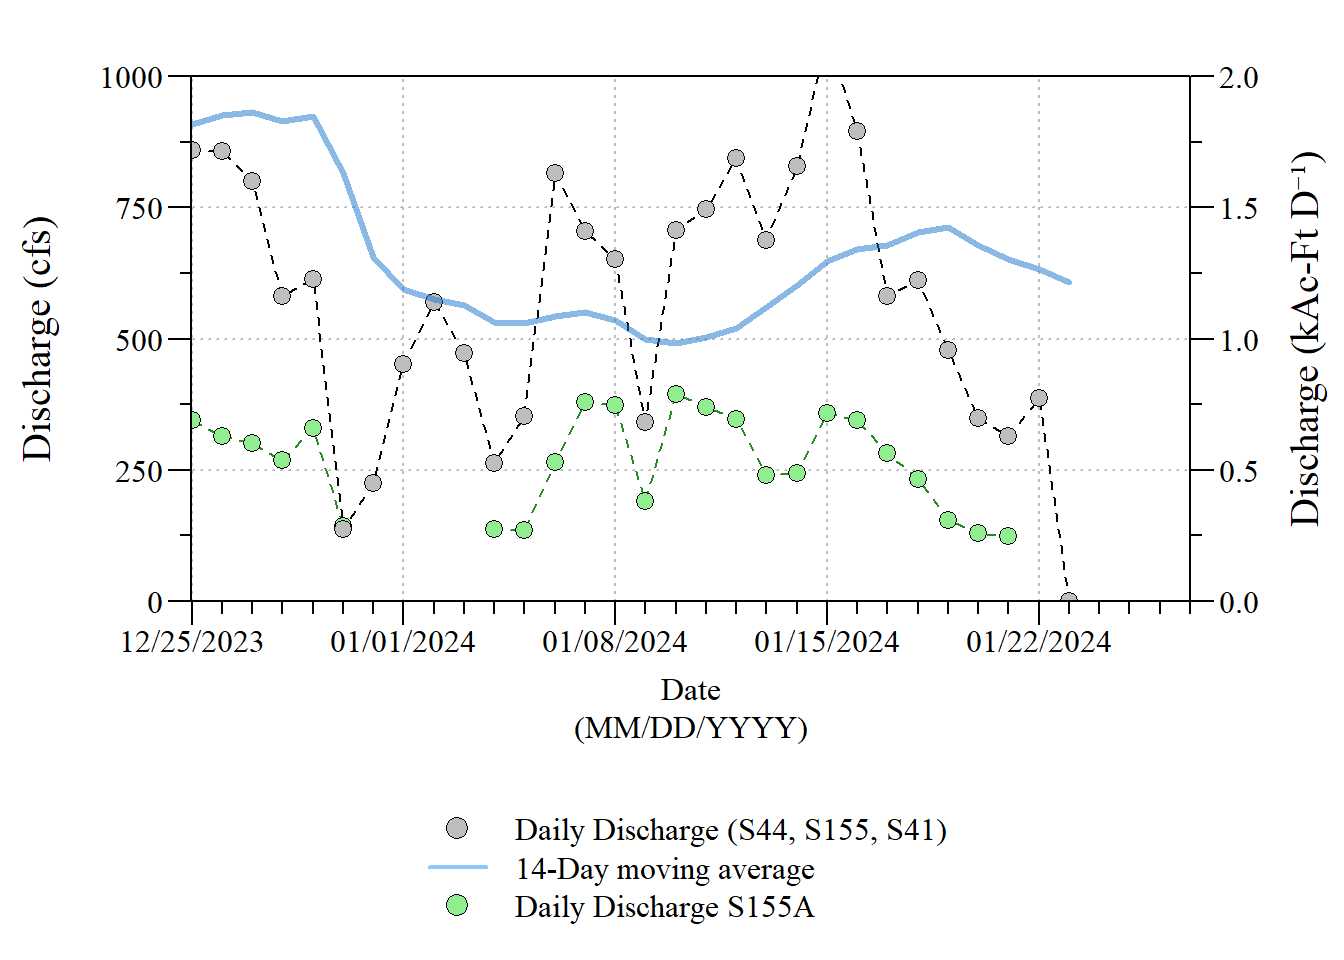 1000
750
500
250
0
2.0
1.5
1.0
0.5
0.0
Discharge (cfs)
Discharge (kAc-Ft D⁻¹)
12/25/2023 01/01/2024 01/08/2024 01/15/2024 01/22/2024
Date
(MM/DD/YYYY)
Daily Discharge (S44, S155, S41)
14-Day moving average
Daily Discharge S155A